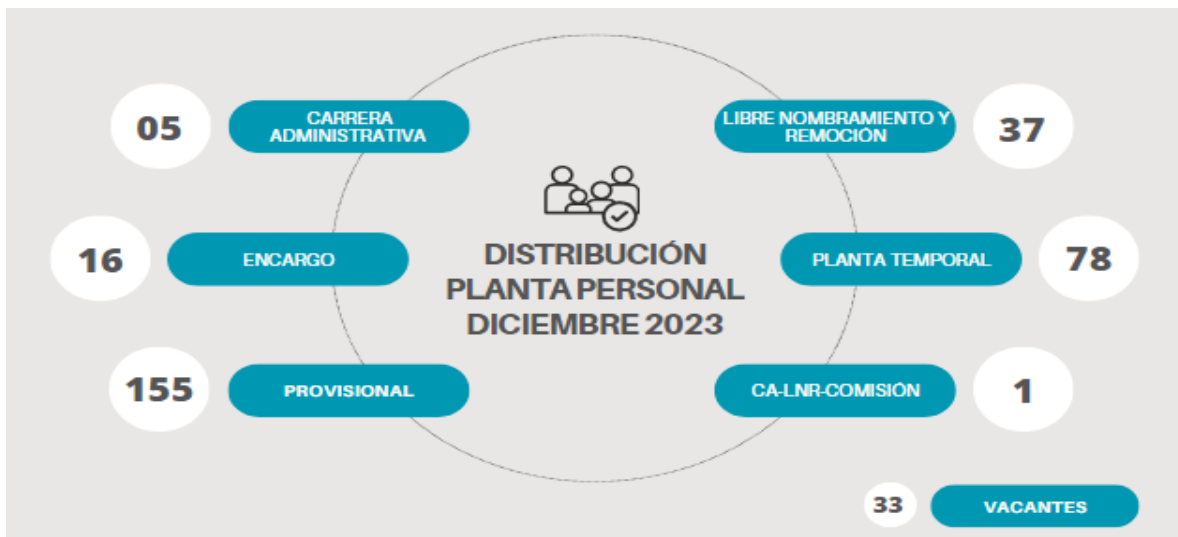 05
CARRERA
ADMINISTRATIVA
LIBRE NOMBRAMIENTO Y
REMOCIÓN
37
16
ENCARGO
DISTRIBUCIÓN
PLANTA PERSONAL
DICIEMBRE 2023
PLANTA TEMPORAL
78
155
PROVISIONAL
CA-LNR-COMISIÓN
1
33
VACANTES